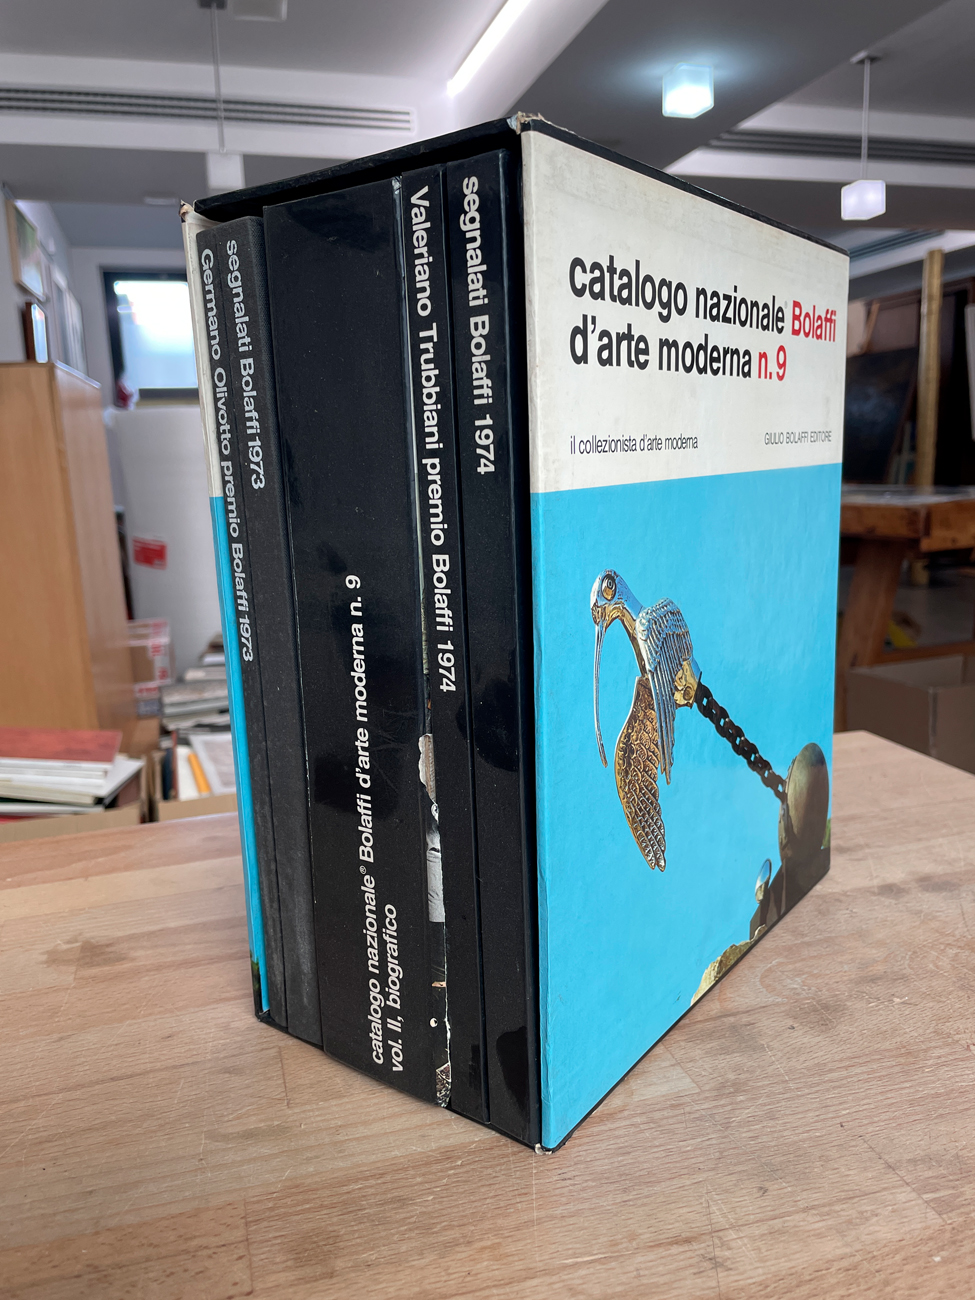 Germano Olivotto premio Bolaffi 1973
segnalati Bolaffi 1973
catalogo nazionale® Bolaffi d'arte moderna n. 9
vol. II, biografico
Valeriano Trubbiani premio Bolaffi 1974
segnalati Bolaffi 1974
catalogo nazionale® Bolaffi
d'arte moderna n. 9
il collezionista d'arte moderna
GIULIO BOLAFFI EDITORE